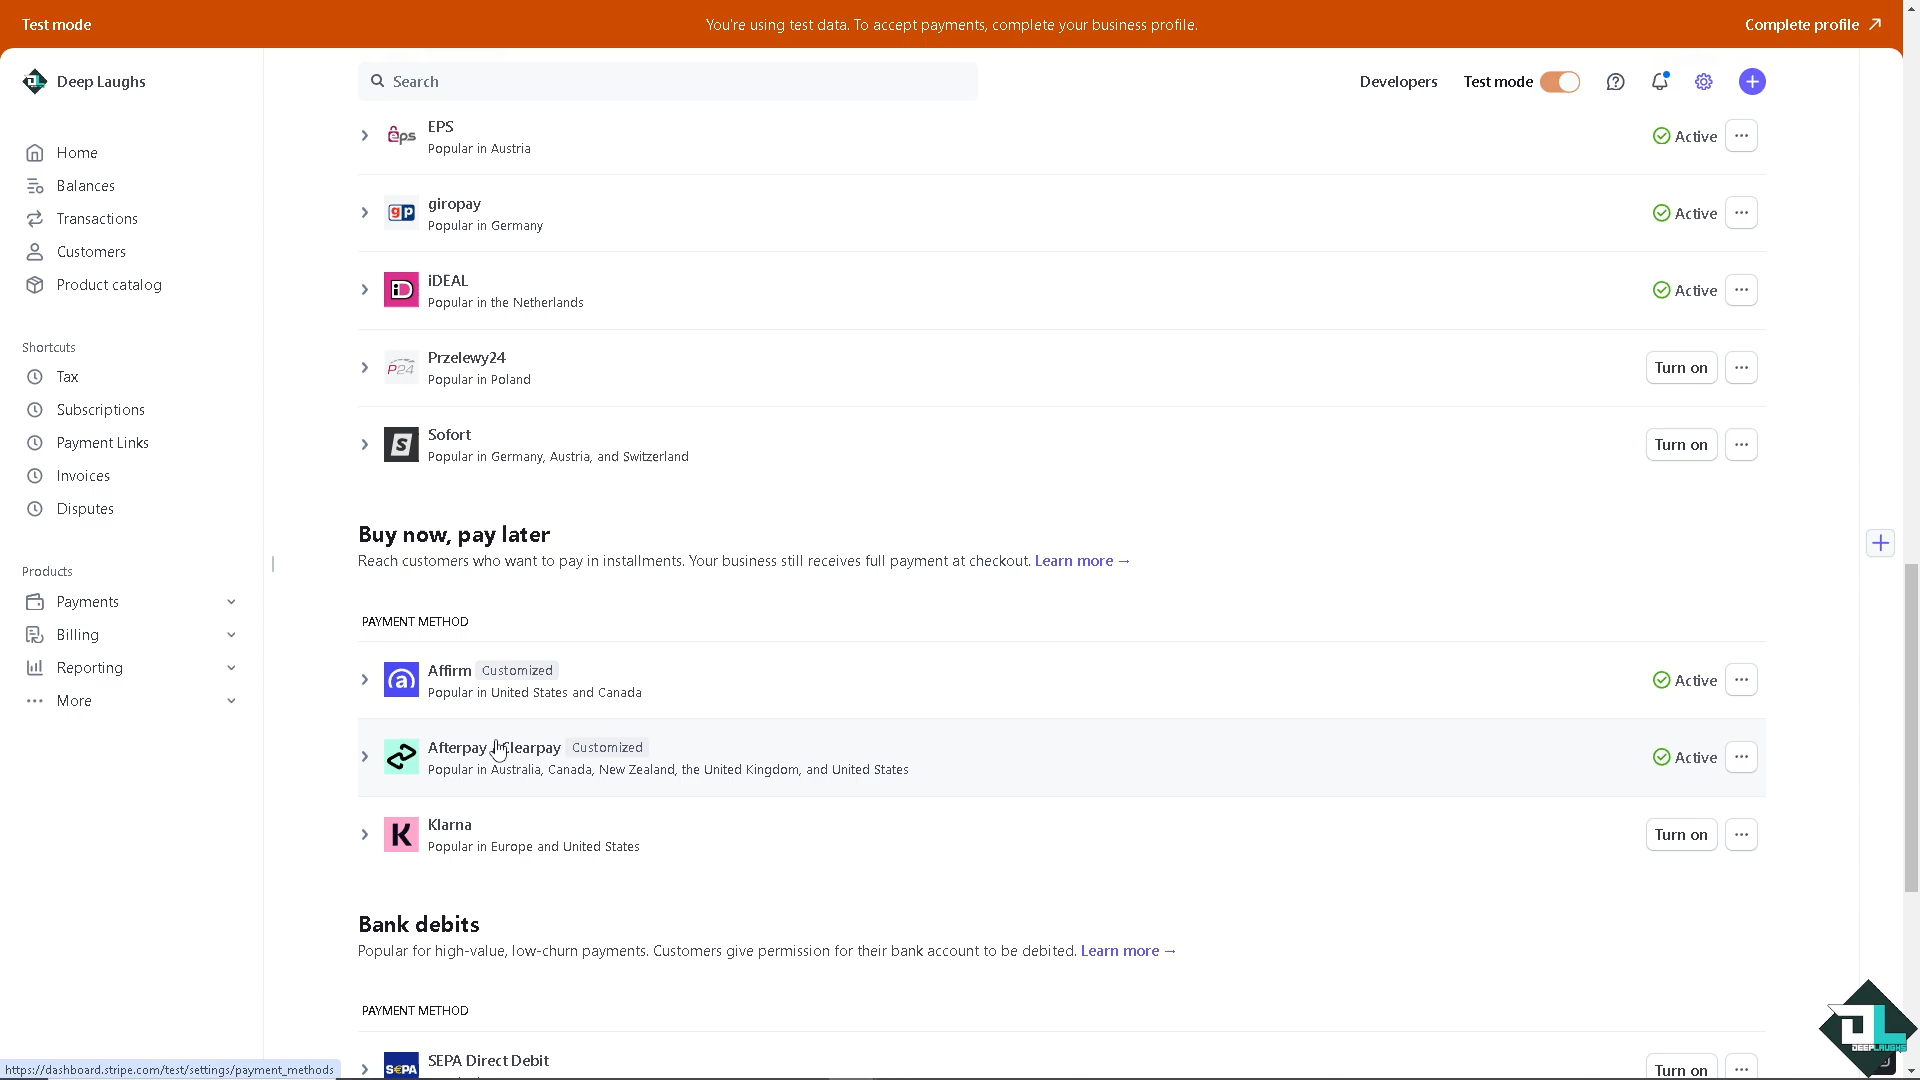 Test mode
You're using test data. To accept payments, complete your business profile.
Complete profile
Deep Laughs
Search
Developers
Test mode
Home
Balances
Transactions
Customers
Product catalog
Shortcuts
Tax
Subscriptions
Payment Links
Invoices
Disputes
Products
Payments
Billing
Reporting
More
eps
EPS
Popular in Austria
Active
gp
giropay
Popular in Germany
Active
iD
iDEAL
Popular in the Netherlands
Active
P24
Przelewy24
Popular in Poland
Turn on
S
Sofort
Popular in Germany, Austria, and Switzerland
Turn on
Buy now, pay later
Reach customers who want to pay in installments. Your business still receives full payment at checkout. Learn more →
PAYMENT METHOD
Affirm Customized
Popular in United States and Canada
Active
Afterpay Clearpay Customized
Popular in Australia, Canada, New Zealand, the United Kingdom, and United States
Active
K
Klarna
Popular in Europe and United States
Turn on
Bank debits
Popular for high-value, low-churn payments. Customers give permission for their bank account to be debited. Learn more →
PAYMENT METHOD
S€PA
SEPA Direct Debit
Turn on
https://dashboard.stripe.com/test/settings/payment_methods
DL
DEEPLAUGHS